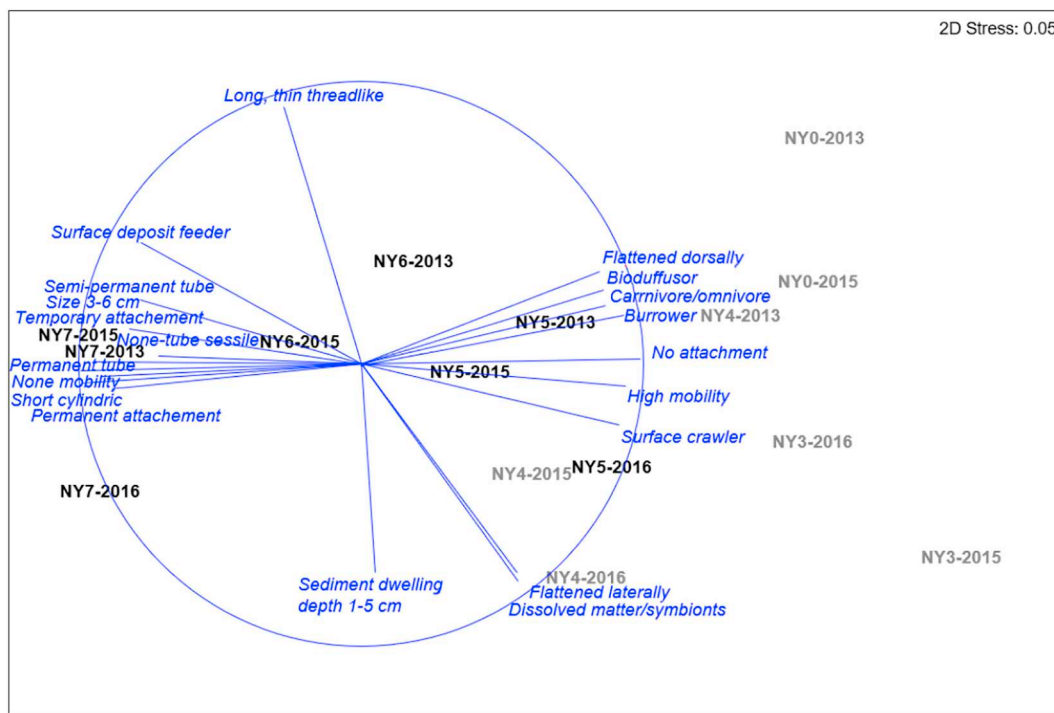 2D Stress: 0.05
Long, thin threadlike
NY0-2013
Surface deposit feeder
NY6-2013
Flattened dorsally
Bioduffusor
NY0-2015
Semi-permanent tube
Size 3-6 cm
Carrnivore/omnivore
Temporary attachement
NY5-2013
Burrower
NY4-2013
NY7-2015
None-tube sessile
NY6-2015
NY7-2013
No attachment
Permanent tube
NY5-2015
None mobility
High mobility
Short cylindric
Permanent attachement
Surface crawler
NY3-2016
NY4-2015
NY5-2016
NY7-2016
NY3-2015
Sediment dwelling
depth 1-5 cm
NY4-2016
Flattened laterally
Dissolved matter/symbionts